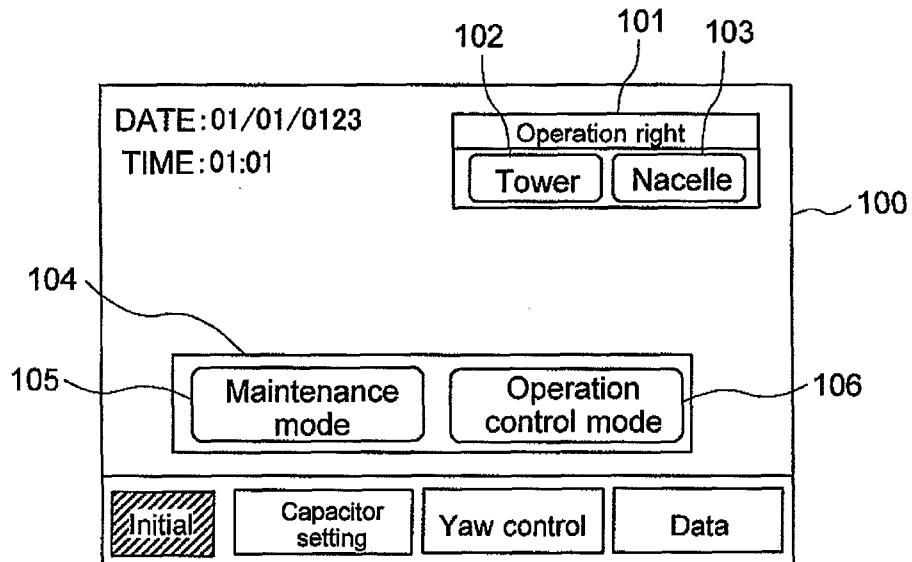 102
101
103
DATE:01/01/0123
TIME:01:01
Operation right
Tower
Nacelle
100
104
105
Maintenance
mode
Operation
control mode
106
Initial
Capacitor
setting
Yaw control
Data